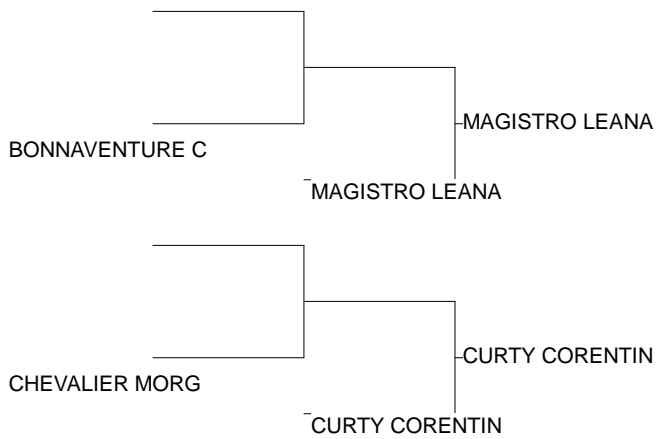 MAGISTRO LEANA
BONNAVENTURE C
MAGISTRO LEANA
CURTY CORENTIN
CHEVALIER MORG
CURTY CORENTIN